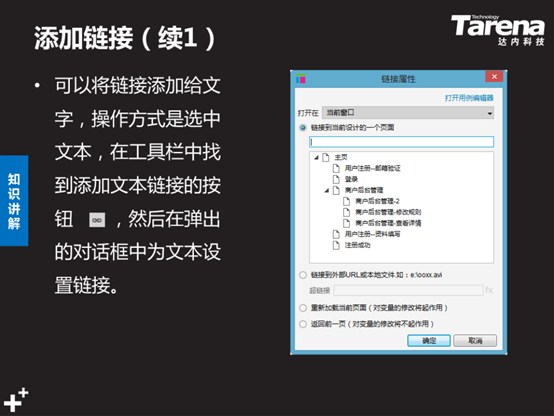 添加链接（续1）
Technology
Tarena
达内科技
• 可以将链接添加给文
字，操作方式是选中
文本，在工具栏中找
到添加文本链接的按
钮 ，然后在弹出
的对话框中为文本设
置链接。
知识讲解
链接属性
打开用例编辑器
打开在 当前窗口
链接到当前设计的一个页面
主页
用户注册--邮箱验证
登录
商户后台管理
商户后台管理-2
商户后台管理-修改规则
商户后台管理-查看详情
用户注册--资料填写
注册成功
链接到外部URL或本地文件.如：e:\ooxx.avi
超链接 fx
重新加载当前页面（对变量的修改将起作用）
返回前一页（对变量的修改将不起作用）
确定 取消